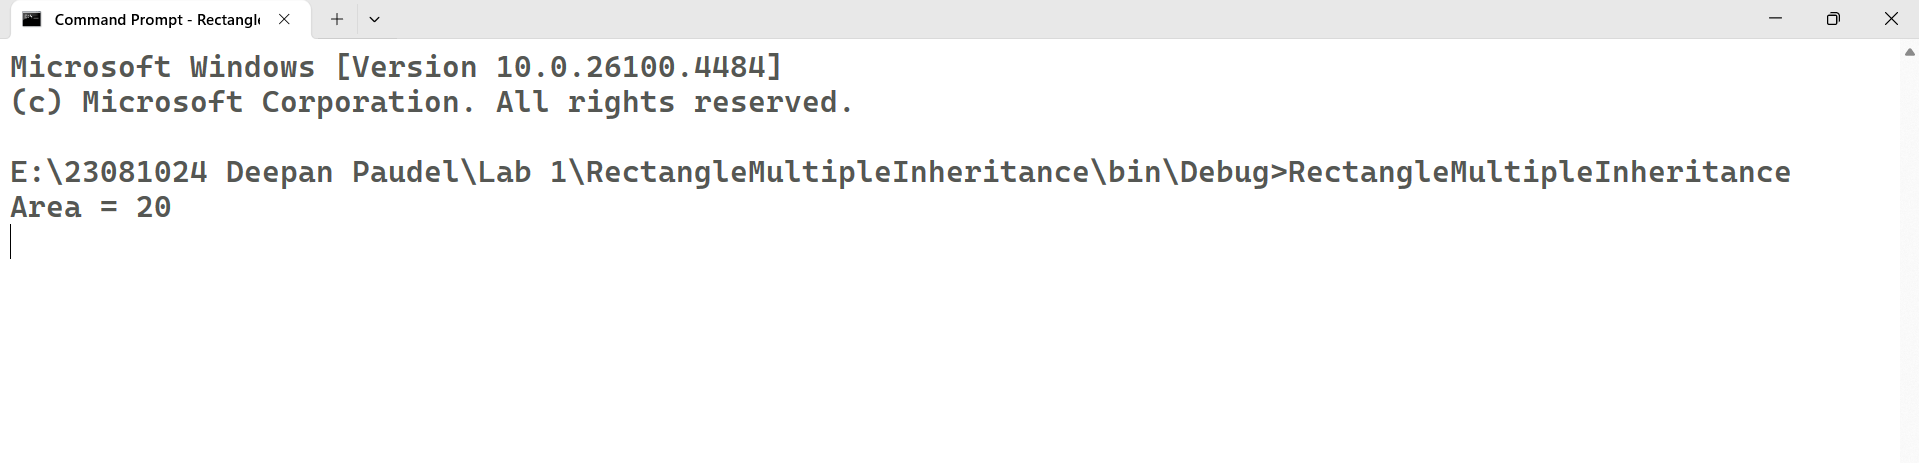 Command Prompt - Rectangl
Microsoft Windows [Version 10.0.26100.4484]
(c) Microsoft Corporation. All rights reserved.
E:\23081024 Deepan Paudel\Lab 1\RectangleMultipleInheritance\bin\Debug>RectangleMultipleInheritance
Area = 20